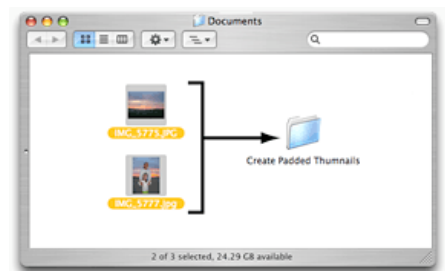 Documents
IMG_5775.JPG
IMG_5777.jpg
Create Padded Thumnails
2 of 3 selected, 24.29 GB available